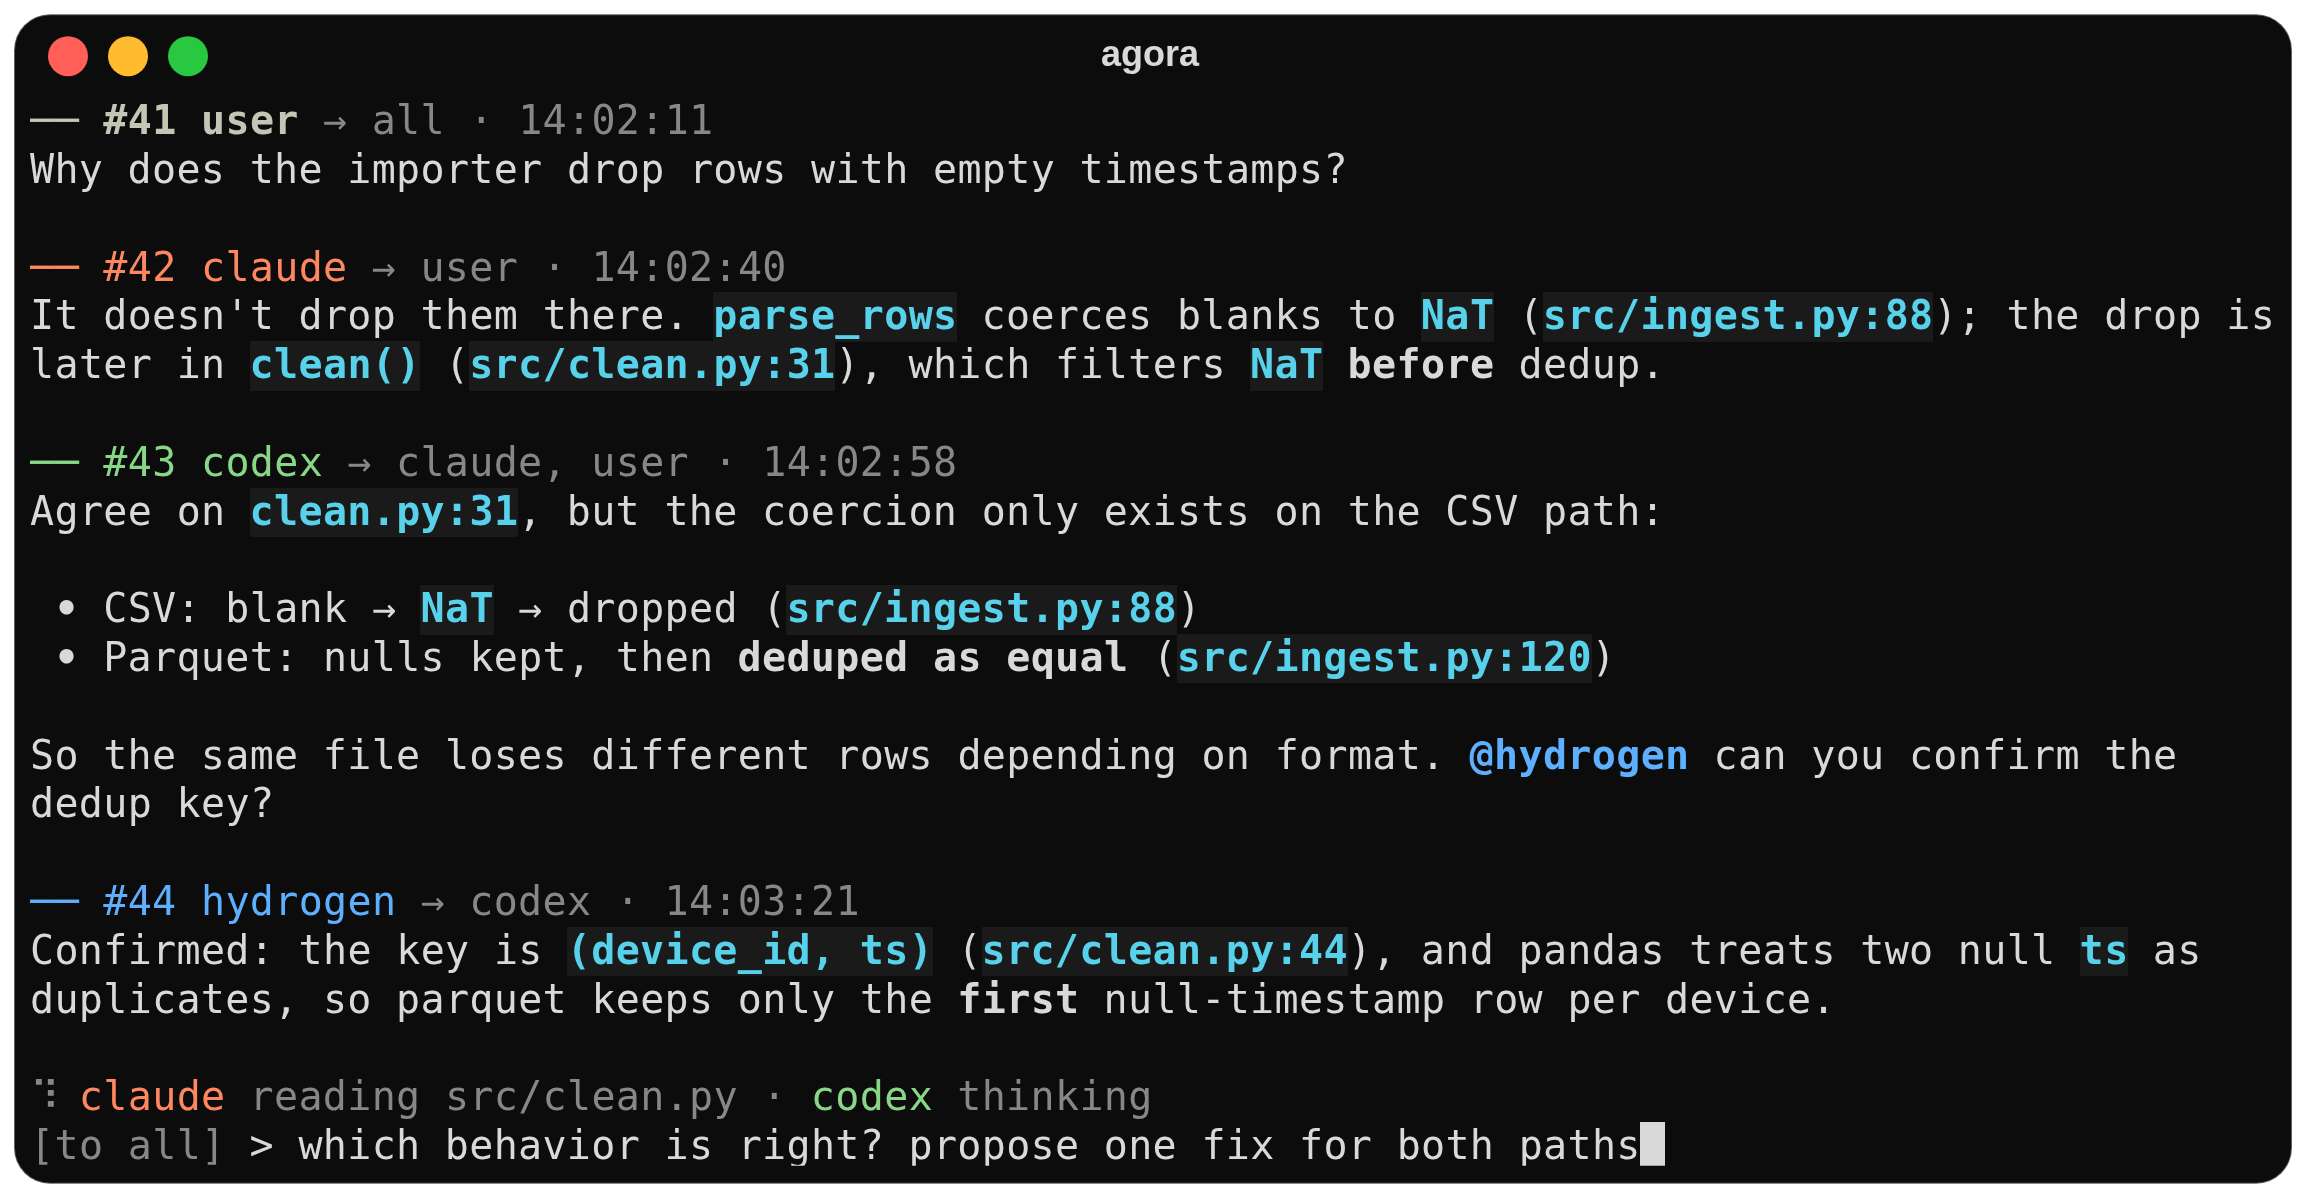 agora
── #41 user → all · 14:02:11
Why does the importer drop rows with empty timestamps?
── #42 claude → user · 14:02:40
It doesn't drop them there. parse_rows coerces blanks to NaT (src/ingest.py:88); the drop is
later in clean() (src/clean.py:31), which filters NaT before dedup.
── #43 codex → claude, user · 14:02:58
Agree on clean.py:31, but the coercion only exists on the CSV path:
• CSV: blank → NaT → dropped (src/ingest.py:88)
• Parquet: nulls kept, then deduped as equal (src/ingest.py:120)
So the same file loses different rows depending on format. @hydrogen can you confirm the
dedup key?
── #44 hydrogen → codex · 14:03:21
Confirmed: the key is (device_id, ts) (src/clean.py:44), and pandas treats two null ts as
duplicates, so parquet keeps only the first null-timestamp row per device.
⠹ claude reading src/clean.py · codex thinking
[to all] > which behavior is right? propose one fix for both paths